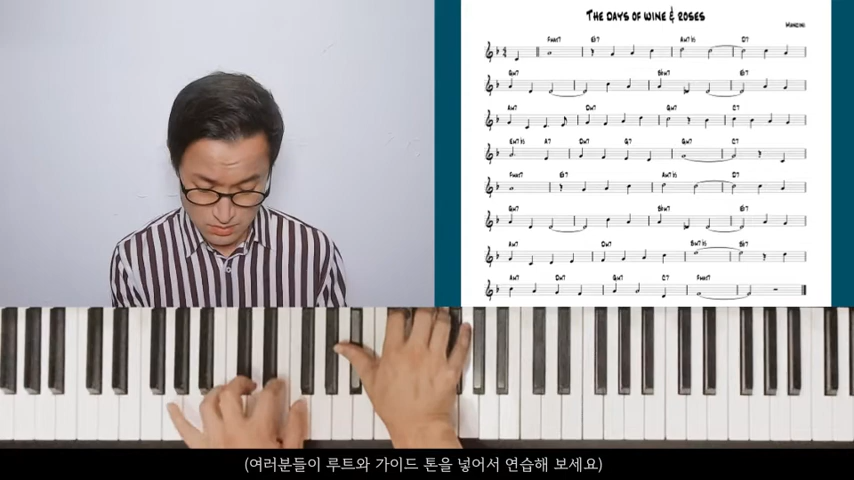 THE DAYS OF WINE & ROSES
MANCINI
FMAJ7 Eb7 AM7b5 D7
GM7 BbM7 Eb7
AM7 DM7 GM7 C7
EM7b5 A7 DM7 G7 GM7 C7
FMAJ7 Eb7 AM7b5 D7
GM7 BbM7 Eb7
AM7 DM7 BM7b5 
AM7 DM7 GM7 C7 FMAJ7
(여러분들이 루트와 가이드 톤을 넣어서 연습해 보세요)